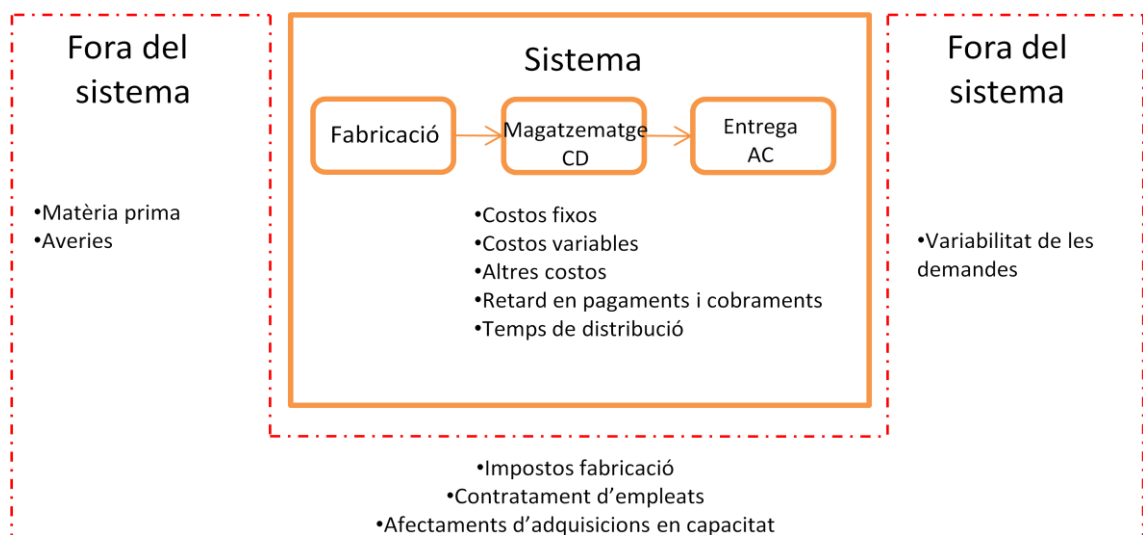 Fora del
sistema
•Matèria prima
•Averies
Sistema
Fabricació
Magatzematge
CD
Entrega
AC
•Costos fixos
•Costos variables
•Altres costos
•Retard en pagaments i cobraments
•Temps de distribució
Fora del
sistema
•Variabilitat de les
demandes
•Impostos fabricació
•Contratament d’empleats
•Afectaments d’adquisicions en capacitat